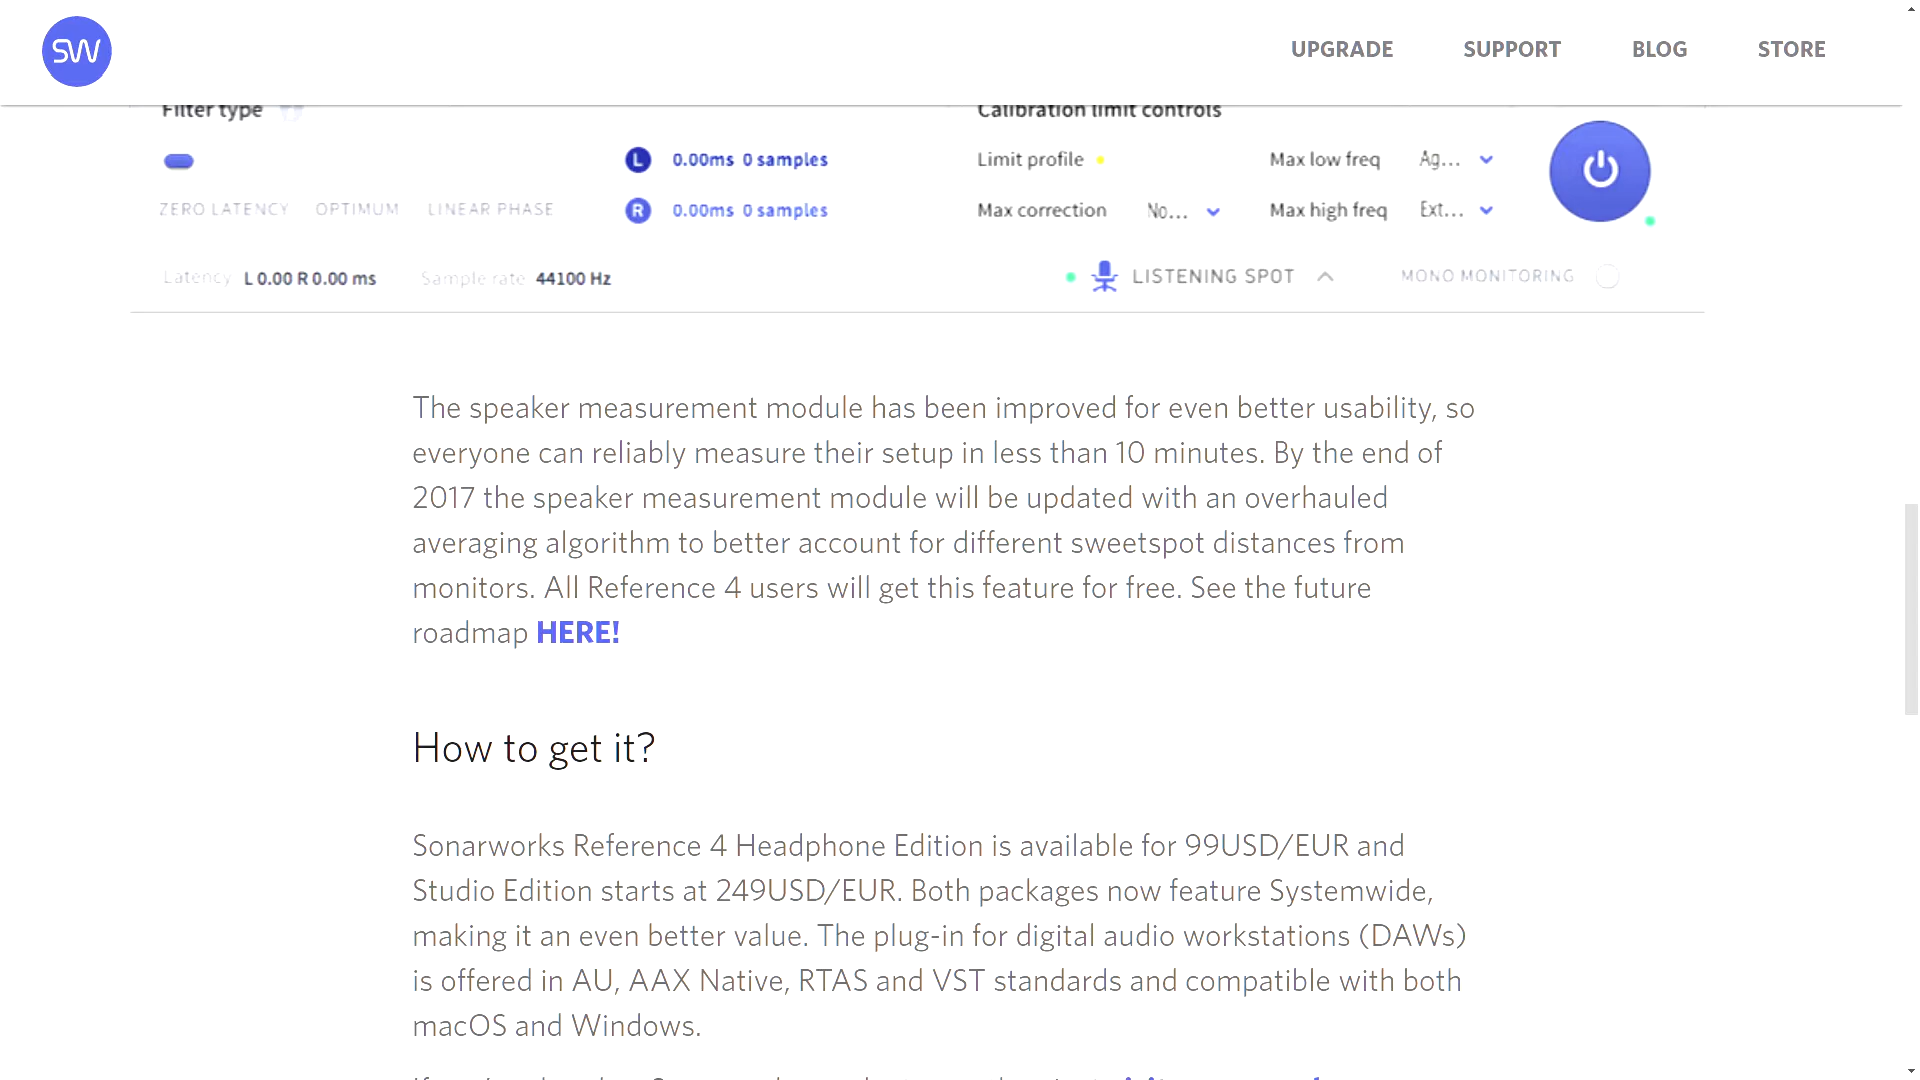 SW
UPGRADE SUPPORT BLOG STORE
Filter type Calibration limit controls
L 0.00ms 0 samples Limit profile Max low freq Ag...
ZERO LATENCY OPTIMUM LINEAR PHASE R 0.00ms 0 samples Max correction No... Max high freq Ext...
Latency L 0.00 R 0.00 ms Sample rate 44100 Hz LISTENING SPOT MONO MONITORING
The speaker measurement module has been improved for even better usability, so
everyone can reliably measure their setup in less than 10 minutes. By the end of
2017 the speaker measurement module will be updated with an overhauled
averaging algorithm to better account for different sweetspot distances from
monitors. All Reference 4 users will get this feature for free. See the future
roadmap HERE!
How to get it?
Sonarworks Reference 4 Headphone Edition is available for 99USD/EUR and
Studio Edition starts at 249USD/EUR. Both packages now feature Systemwide,
making it an even better value. The plug-in for digital audio workstations (DAWs)
is offered in AU, AAX Native, RTAS and VST standards and compatible with both
macOS and Windows.